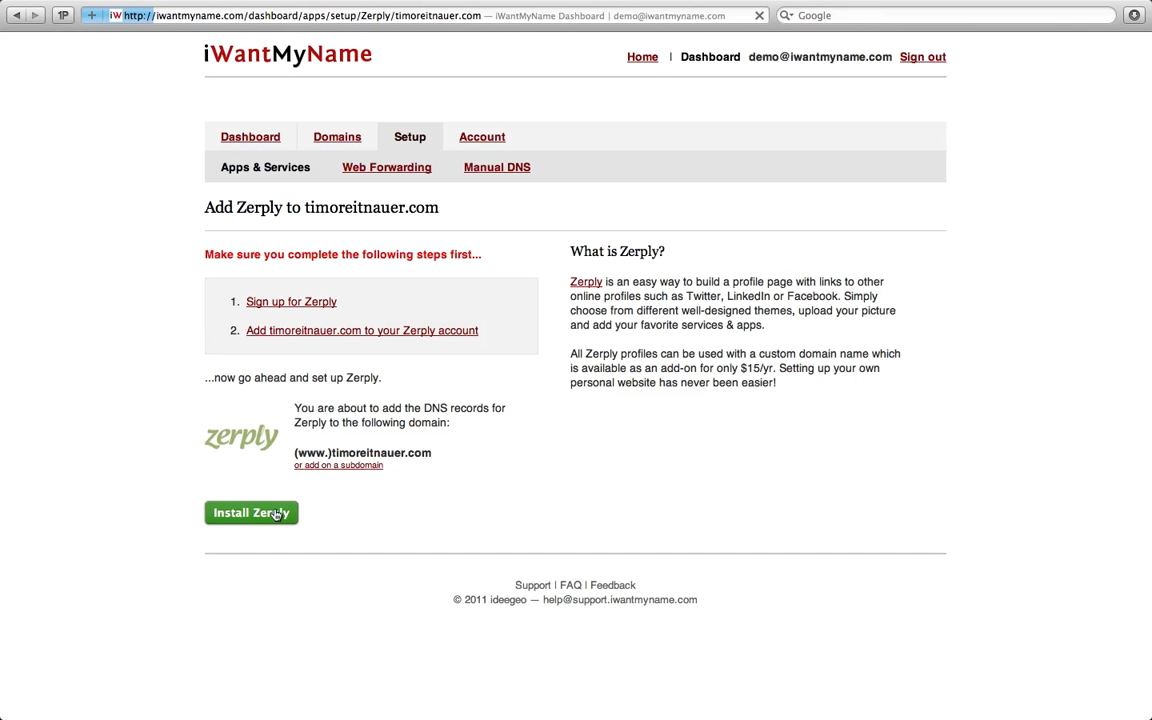 1P
http://iwantmyname.com/dashboard/apps/setup/Zerply/timoreitnauer.com — iWantMyName Dashboard | demo@iwantmyname.com
Google
iWantMyName
Home | Dashboard demo@iwantmyname.com Sign out
Dashboard Domains Setup Account
Apps & Services Web Forwarding Manual DNS
Add Zerply to timoreitnauer.com
Make sure you complete the following steps first...
1. Sign up for Zerply
2. Add timoreitnauer.com to your Zerply account
...now go ahead and set up Zerply.
zerply
You are about to add the DNS records for
Zerply to the following domain:
(www.)timoreitnauer.com
or add on a subdomain
Install Zerply
What is Zerply?
Zerply is an easy way to build a profile page with links to other
online profiles such as Twitter, LinkedIn or Facebook. Simply
choose from different well-designed themes, upload your picture
and add your favorite services & apps.
All Zerply profiles can be used with a custom domain name which
is available as an add-on for only $15/yr. Setting up your own
personal website has never been easier!
Support | FAQ | Feedback
© 2011 ideegeo — help@support.iwantmyname.com